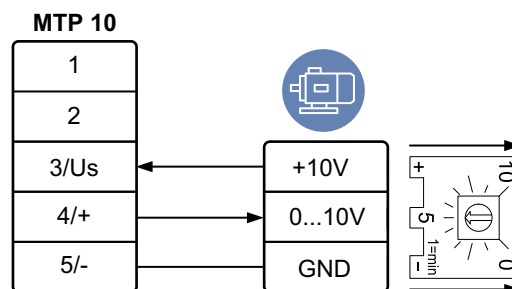 MTP 10
1
2
3/Us
4/+
5/-
+10V
0...10V
GND
+ 5 -
1=min
10
0